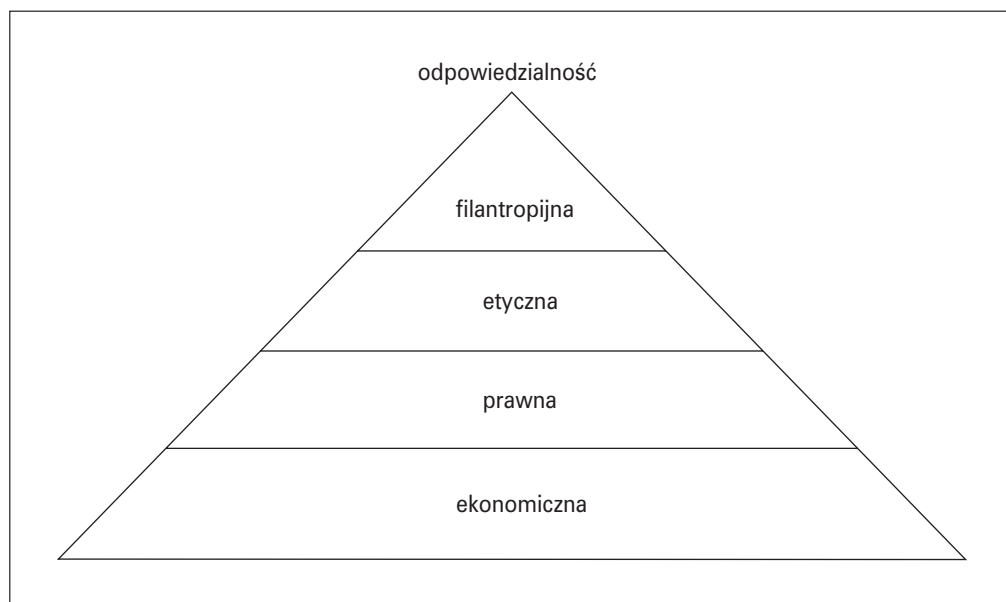 odpowiedzialność
filantropijna
etyczna
prawna
ekonomiczna